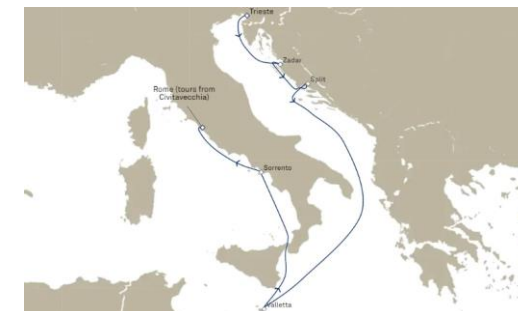 Trieste
Zadar
Split
Rome (tours from
Civitavecchia)
Sorrento
Valletta